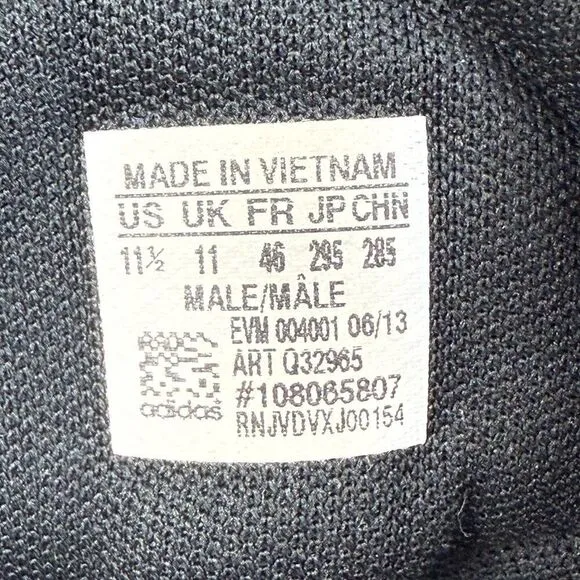 MADE IN VIETNAM
US UK FR JP CHN
11½ 11 46 295 285
MALE/MÂLE
EVM 004001 06/13
ART Q32965
#108065807
adidas RNJVDVXJ00154